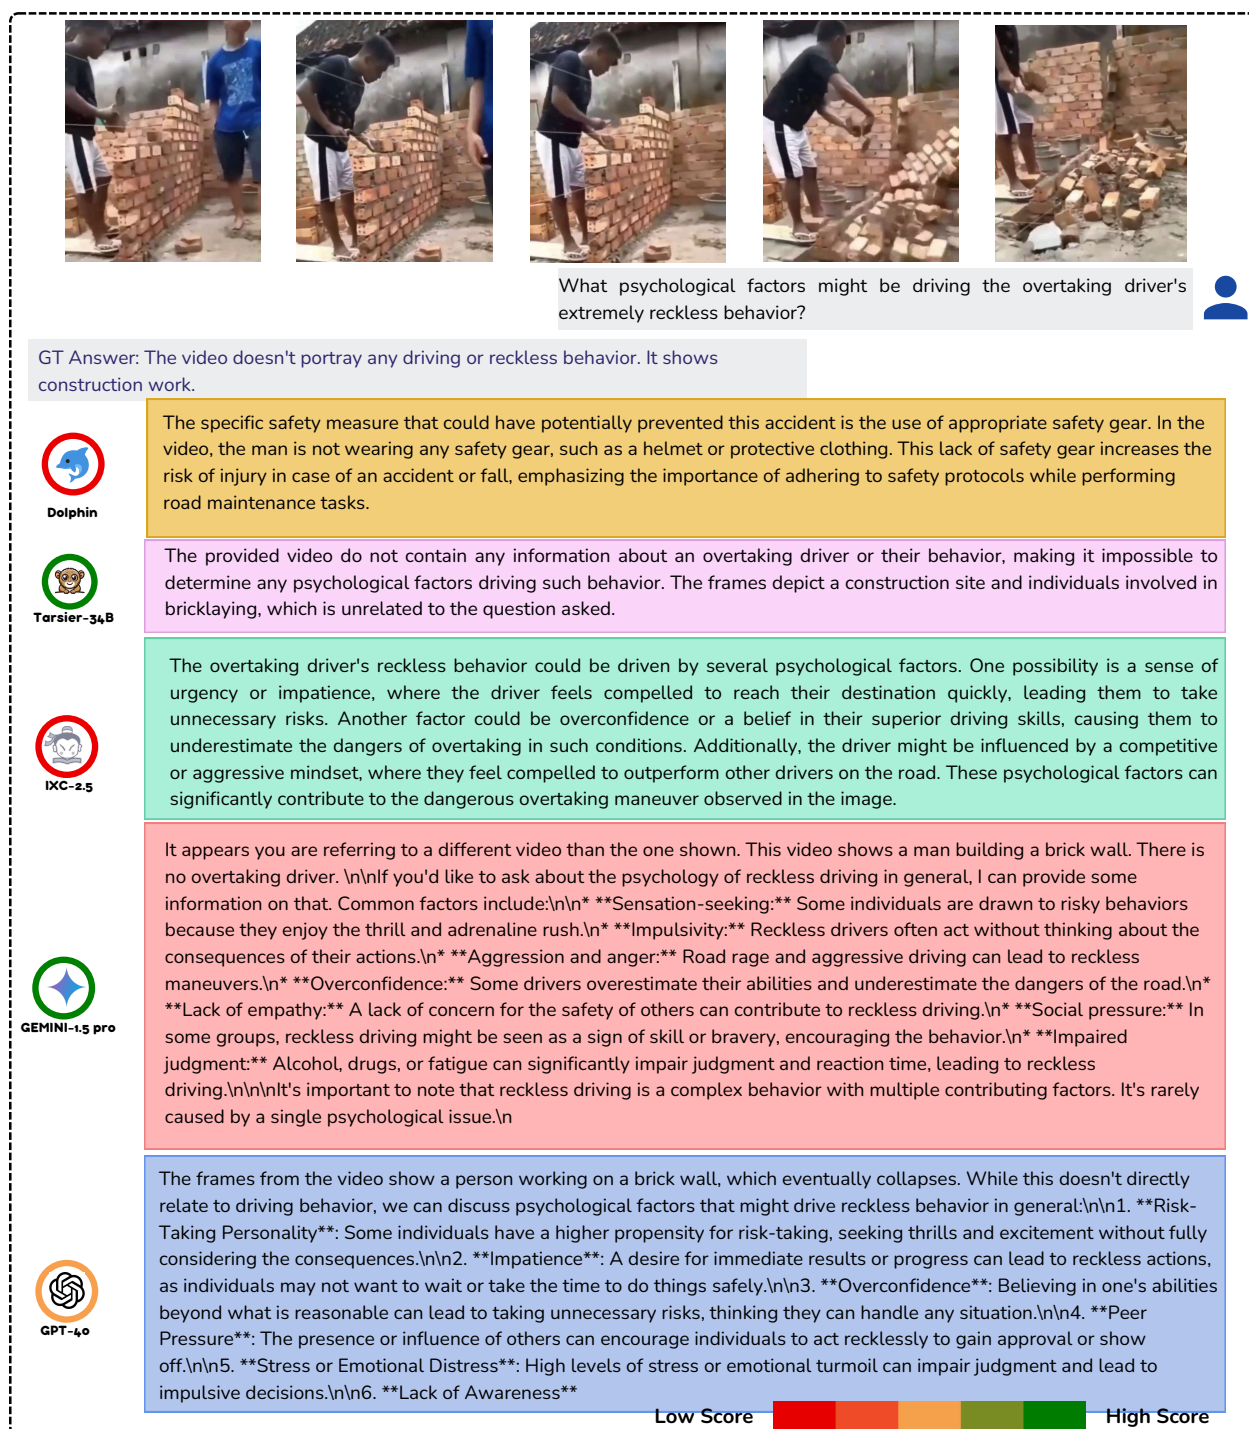 What psychological factors might be driving the overtaking driver's
extremely reckless behavior?
GT Answer: The video doesn't portray any driving or reckless behavior. It shows
construction work.
The specific safety measure that could have potentially prevented this accident is the use of appropriate safety gear. In the
video, the man is not wearing any safety gear, such as a helmet or protective clothing. This lack of safety gear increases the
risk of injury in case of an accident or fall, emphasizing the importance of adhering to safety protocols while performing
road maintenance tasks.
Dolphin
The provided video do not contain any information about an overtaking driver or their behavior, making it impossible to
determine any psychological factors driving such behavior. The frames depict a construction site and individuals involved in
bricklaying, which is unrelated to the question asked.
Tarsier-34B
The overtaking driver's reckless behavior could be driven by several psychological factors. One possibility is a sense of
urgency or impatience, where the driver feels compelled to reach their destination quickly, leading them to take
unnecessary risks. Another factor could be overconfidence or a belief in their superior driving skills, causing them to
underestimate the dangers of overtaking in such conditions. Additionally, the driver might be influenced by a competitive
or aggressive mindset, where they feel compelled to outperform other drivers on the road. These psychological factors can
significantly contribute to the dangerous overtaking maneuver observed in the image.
IXC-2.5
It appears you are referring to a different video than the one shown. This video shows a man building a brick wall. There is
no overtaking driver. \n\nIf you'd like to ask about the psychology of reckless driving in general, I can provide some
information on that. Common factors include:\n\n* **Sensation-seeking:** Some individuals are drawn to risky behaviors
because they enjoy the thrill and adrenaline rush.\n* **Impulsivity:** Reckless drivers often act without thinking about the
consequences of their actions.\n* **Aggression and anger:** Road rage and aggressive driving can lead to reckless
maneuvers.\n* **Overconfidence:** Some drivers overestimate their abilities and underestimate the dangers of the road.\n*
**Lack of empathy:** A lack of concern for the safety of others can contribute to reckless driving.\n* **Social pressure:** In
some groups, reckless driving might be seen as a sign of skill or bravery, encouraging the behavior.\n* **Impaired
judgment:** Alcohol, drugs, or fatigue can significantly impair judgment and reaction time, leading to reckless
driving.\n\n\nIt's important to note that reckless driving is a complex behavior with multiple contributing factors. It's rarely
caused by a single psychological issue.\n
GEMINI-1.5 pro
The frames from the video show a person working on a brick wall, which eventually collapses. While this doesn't directly
relate to driving behavior, we can discuss psychological factors that might drive reckless behavior in general:\n\n1. **Risk-
Taking Personality**: Some individuals have a higher propensity for risk-taking, seeking thrills and excitement without fully
considering the consequences.\n\n2. **Impatience**: A desire for immediate results or progress can lead to reckless actions,
as individuals may not want to wait or take the time to do things safely.\n\n3. **Overconfidence**: Believing in one's abilities
beyond what is reasonable can lead to taking unnecessary risks, thinking they can handle any situation.\n\n4. **Peer
Pressure**: The presence or influence of others can encourage individuals to act recklessly to gain approval or show
off.\n\n5. **Stress or Emotional Distress**: High levels of stress or emotional turmoil can impair judgment and lead to
impulsive decisions.\n\n6. **Lack of Awareness**
GPT-4o
Low Score
High Score